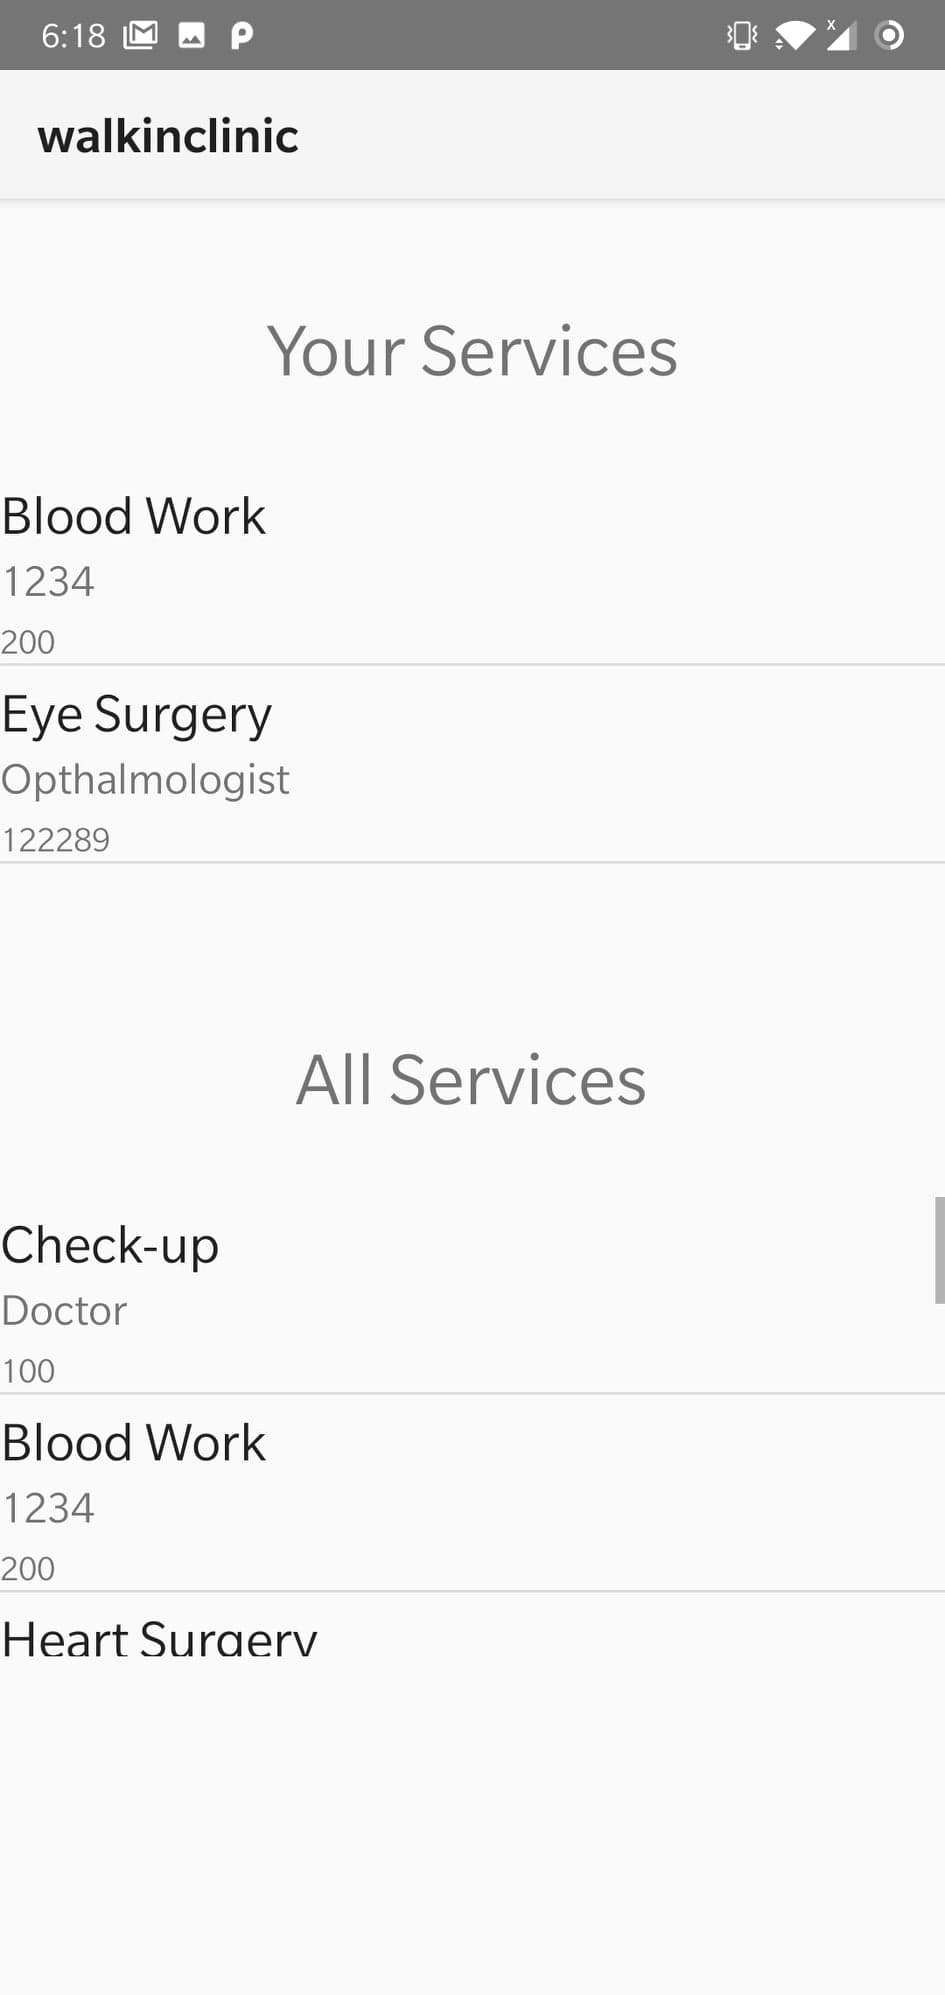 6:18
walkinclinic
Your Services
Blood Work
1234
200
Eye Surgery
Opthalmologist
122289
All Services
Check-up
Doctor
100
Blood Work
1234
200
Heart Surgery